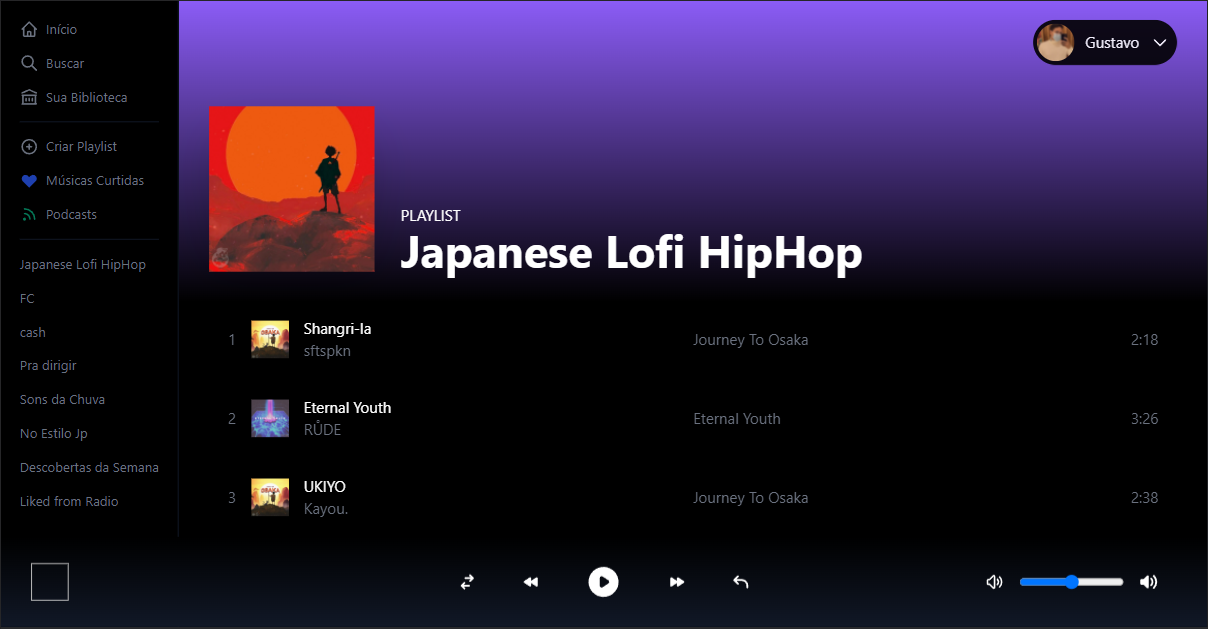 Início
Buscar
Sua Biblioteca
Criar Playlist
Músicas Curtidas
Podcasts
Japanese Lofi HipHop
FC
cash
Pra dirigir
Sons da Chuva
No Estilo Jp
Descobertas da Semana
Liked from Radio
Gustavo
PLAYLIST
Japanese Lofi HipHop
1 Shangri-la Journey To Osaka 2:18
sftspkn
2 Eternal Youth Eternal Youth 3:26
RŮDE
3 UKIYO Journey To Osaka 2:38
Kayou.